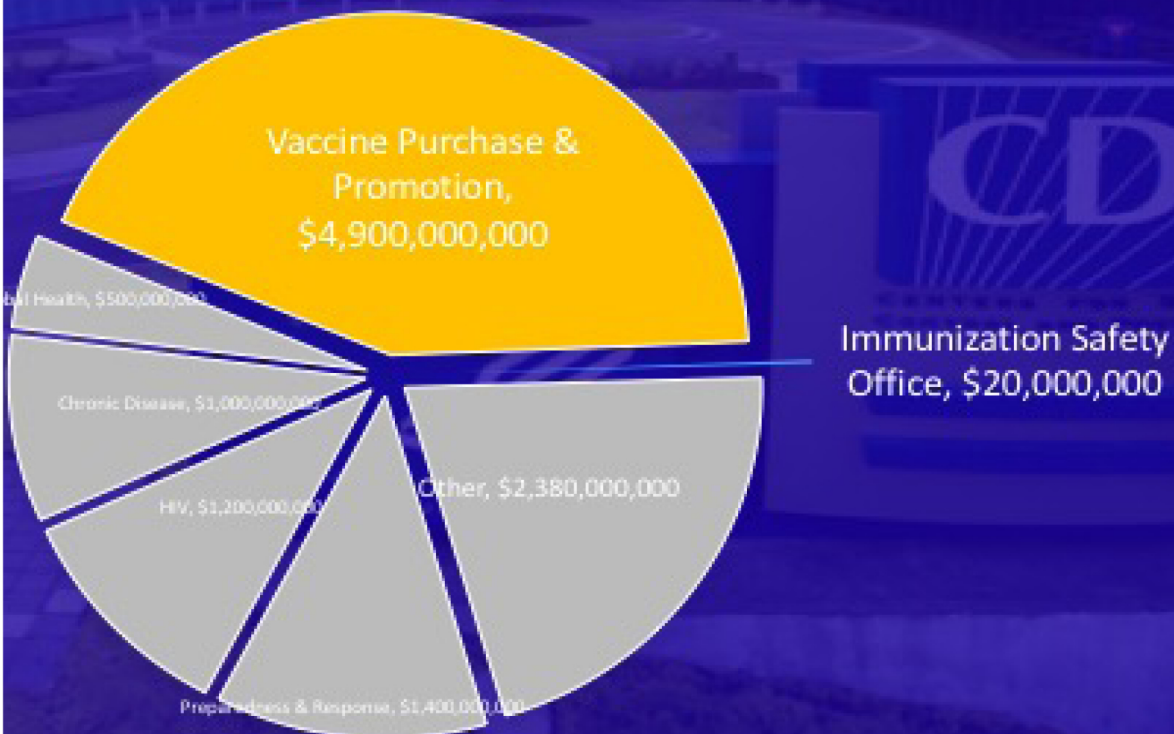 Vaccine Purchase &
Promotion,
$4,900,000,000
CD
bal Health, $500,000,000
Immunization Safety
Office, $20,000,000
Chronic Disease, $1,000,000,000
Other, $2,380,000,000
HIV, $1,200,000,000
Preparedness & Response, $1,400,000,000